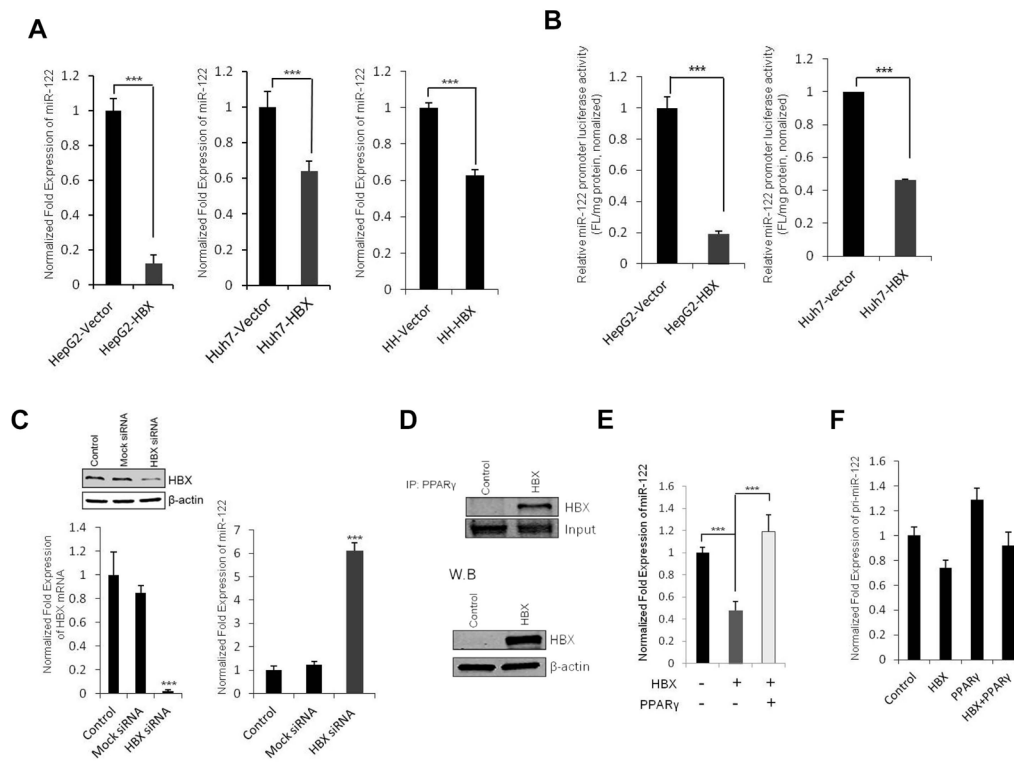 A
Normalized Fold Expression of miR-122
1.2
1
0.8
0.6
0.4
0.2
0
***
HepG2-Vector
HepG2-HBX
Normalized Fold Expression of miR-122
1.2
1
0.8
0.6
0.4
0.2
0
***
Huh7-Vector
Huh7-HBX
Normalized Fold Expression of miR-122
1.2
1
0.8
0.6
0.4
0.2
0
***
HH-Vector
HH-HBX
B
Relative miR-122 promoter luciferase activity
(FL/mg protein, nomalized)
1.2
1
0.8
0.6
0.4
0.2
0
***
HepG2-Vector
HepG2-HBX
Relative miR-122 promoter luciferase activity
(FL/mg protein, nomalized)
1.2
1
0.8
0.6
0.4
0.2
0
***
Huh7-Vector
Huh7-HBX
C
Control
Mock siRNA
HBX siRNA
HBX
β-actin
Normalized Fold Expression
of HBX mRNA
1.4
1.2
1
0.8
0.6
0.4
0.2
0
***
Control
Mock siRNA
HBX siRNA
Normalized Fold Expression of miR-122
7
6
5
4
3
2
1
0
***
Control
Mock siRNA
HBX siRNA
D
IP: PPARγ
Control
HBX
HBX
Input
W.B
Control
HBX
HBX
β-actin
E
Normalized Fold Expression of miR-122
1.6
1.4
1.2
1
0.8
0.6
0.4
0.2
0
***
***
HBX - + +
PPARγ - - +
F
Normalized Fold Expression of pri-miR-122
1.6
1.4
1.2
1
0.8
0.6
0.4
0.2
0
Control
HBX
PPARγ
HBX+PPARγ